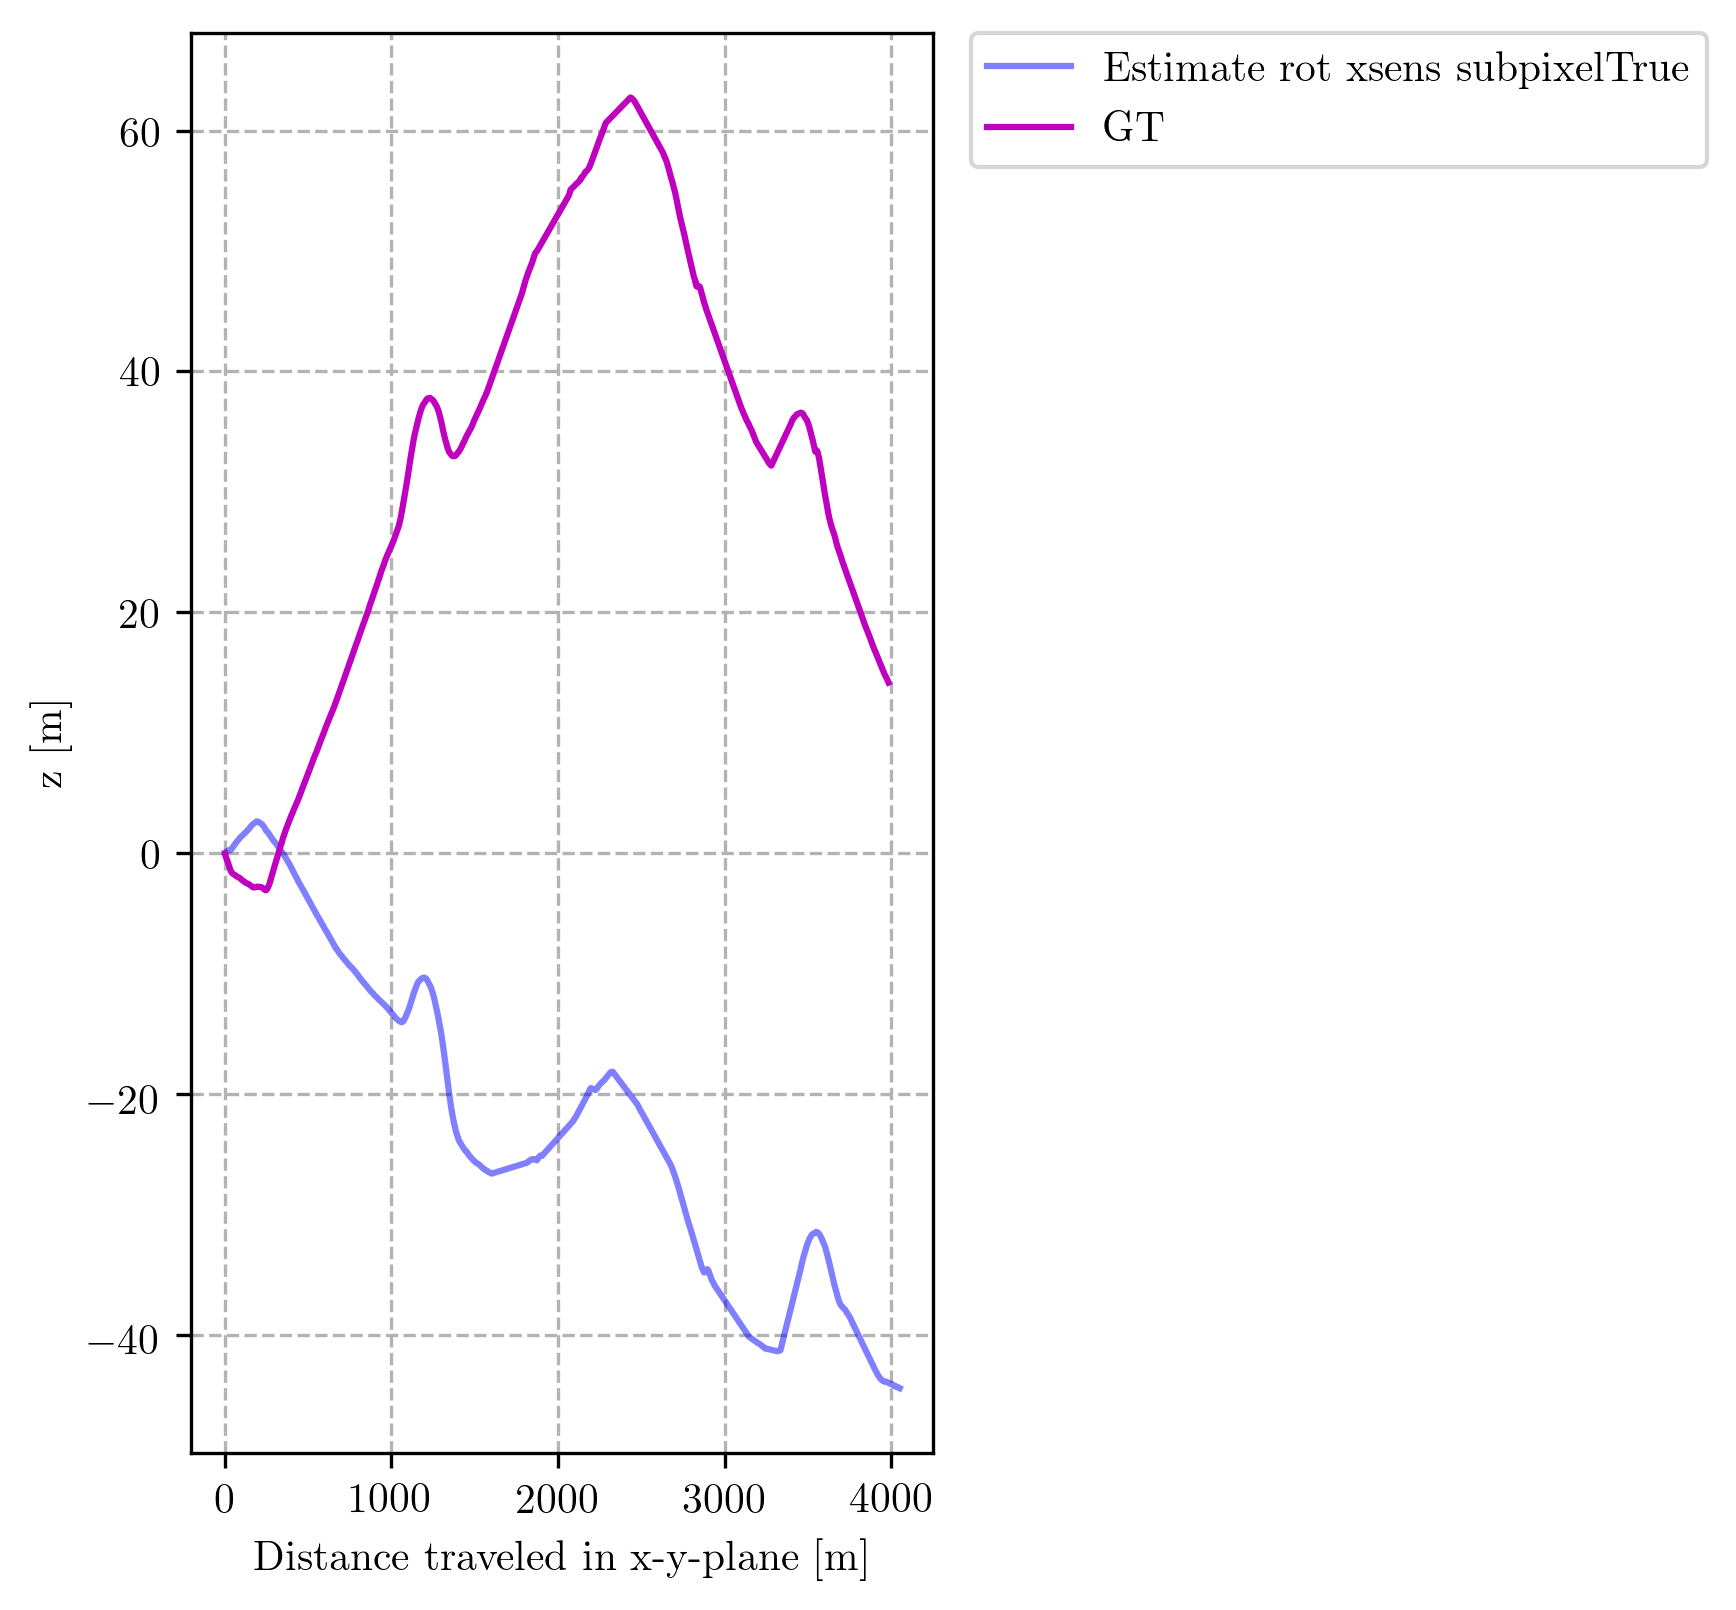 Estimate rot xsens subpixelTrue
GT
60
40
20
0
−20
−40
z [m]
0 1000 2000 3000 4000
Distance traveled in x-y-plane [m]